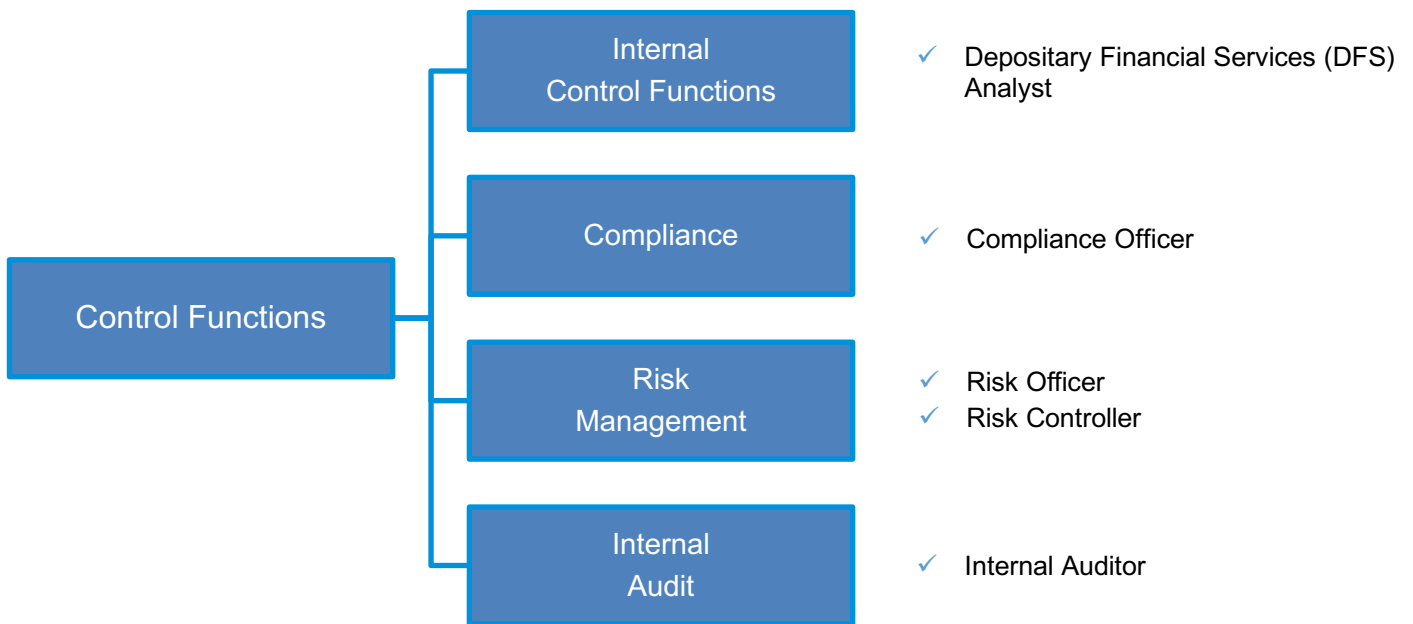 Control Functions
Internal
Control Functions
✓ Depositary Financial Services (DFS)
Analyst
Compliance
✓ Compliance Officer
Risk
Management
✓ Risk Officer
✓ Risk Controller
Internal
Audit
✓ Internal Auditor